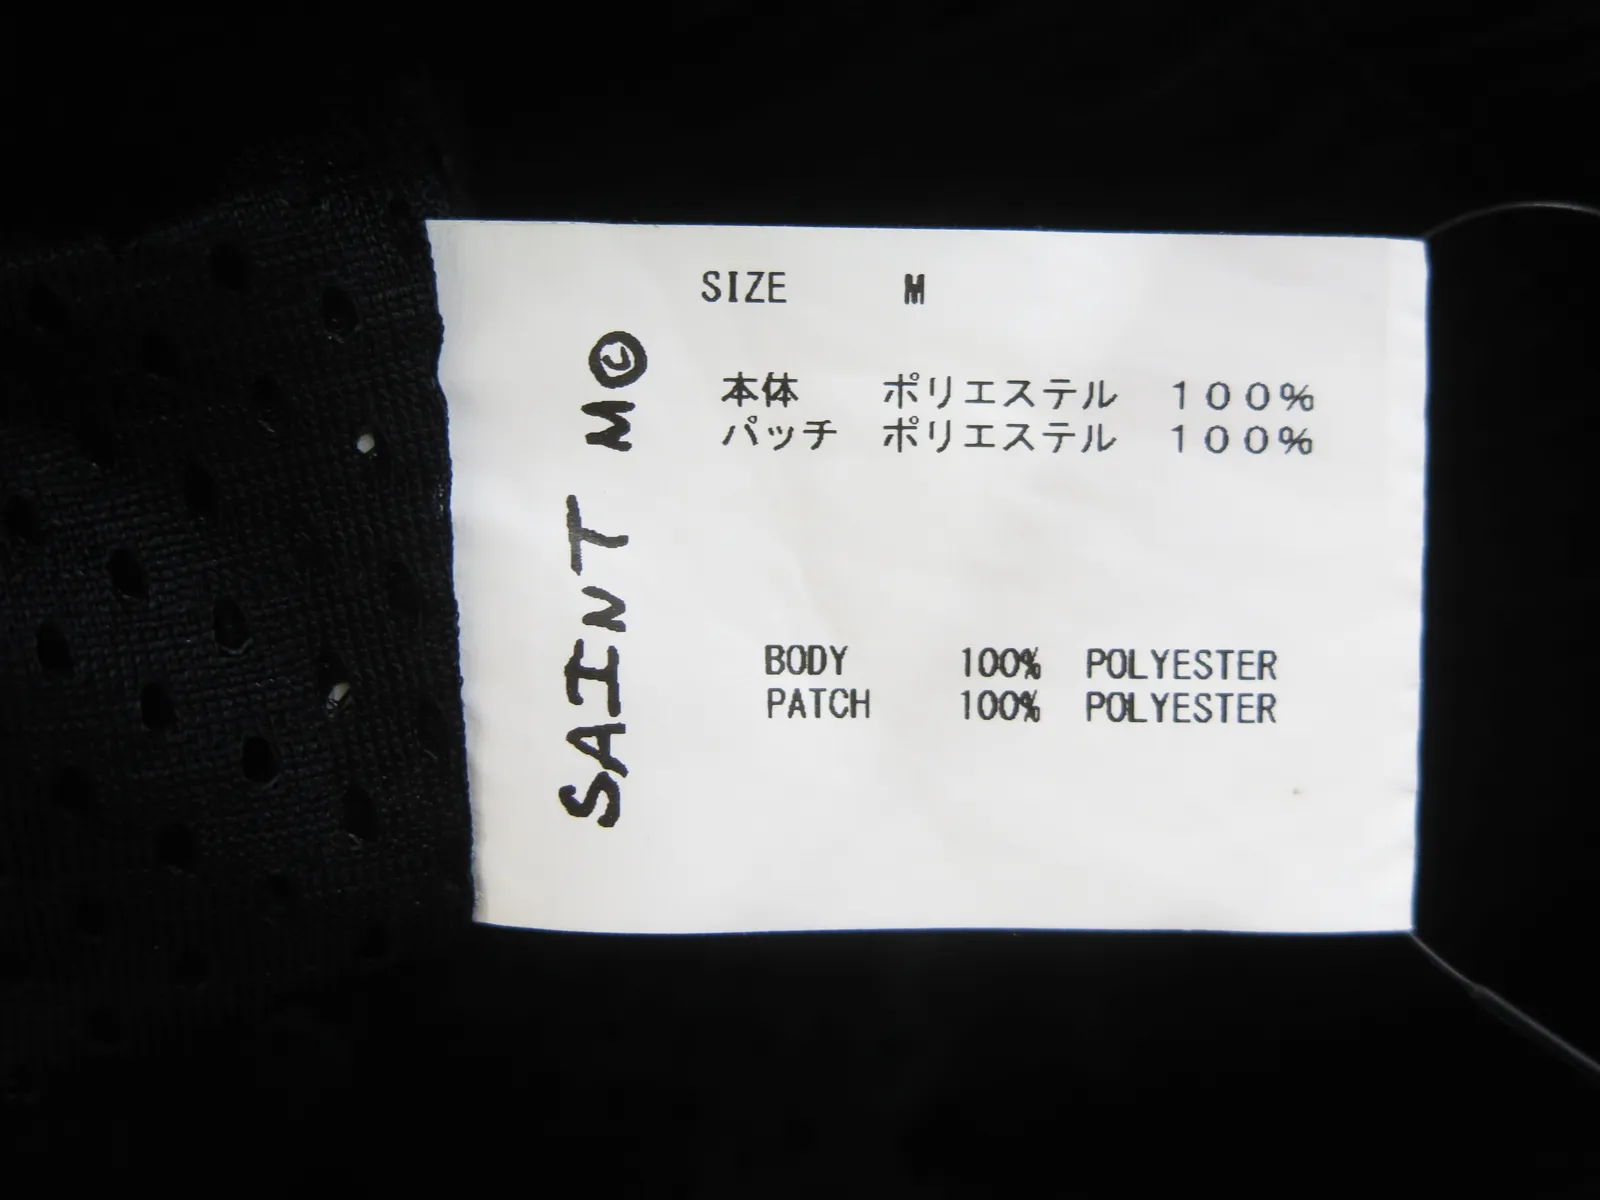 SIZE M
本体 ポリエステル 100%
パッチ ポリエステル 100%
BODY 100% POLYESTER
PATCH 100% POLYESTER
SAINT M©